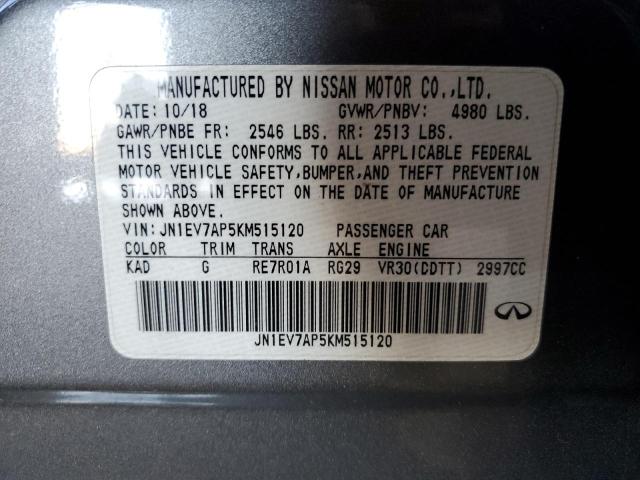 MANUFACTURED BY NISSAN MOTOR CO.,LTD.
DATE: 10/18 GVWR/PNBV: 4980 LBS.
GAWR/PNBE FR: 2546 LBS. RR: 2513 LBS.
THIS VEHICLE CONFORMS TO ALL APPLICABLE FEDERAL
MOTOR VEHICLE SAFETY,BUMPER,AND THEFT PREVENTION
STANDARDS IN EFFECT ON THE DATE OF MANUFACTURE
SHOWN ABOVE.
VIN:JN1EV7AP5KM515120 PASSENGER CAR
COLOR TRIM TRANS AXLE ENGINE
KAD G RE7R01A RG29 VR30(DDTT) 2997CC
JN1EV7AP5KM515120